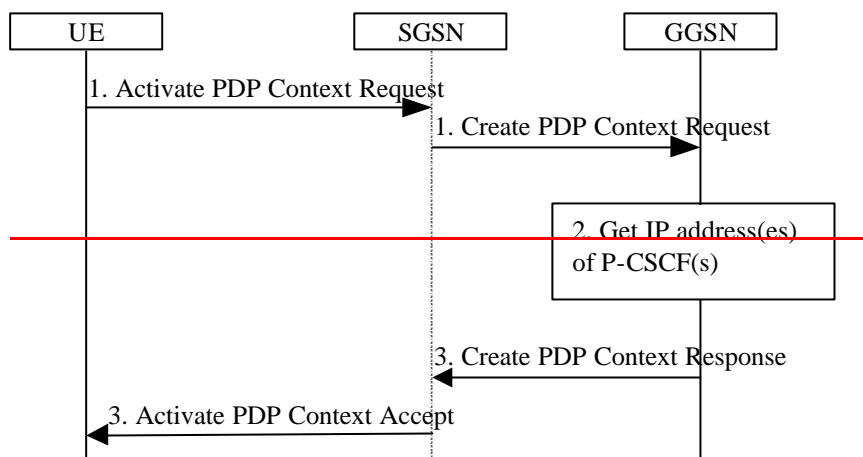 UE
SGSN
GGSN
1. Activate PDP Context Request
1. Create PDP Context Request
2. Get IP address(es)
of P-CSCF(s)
3. Create PDP Context Response
3. Activate PDP Context Accept